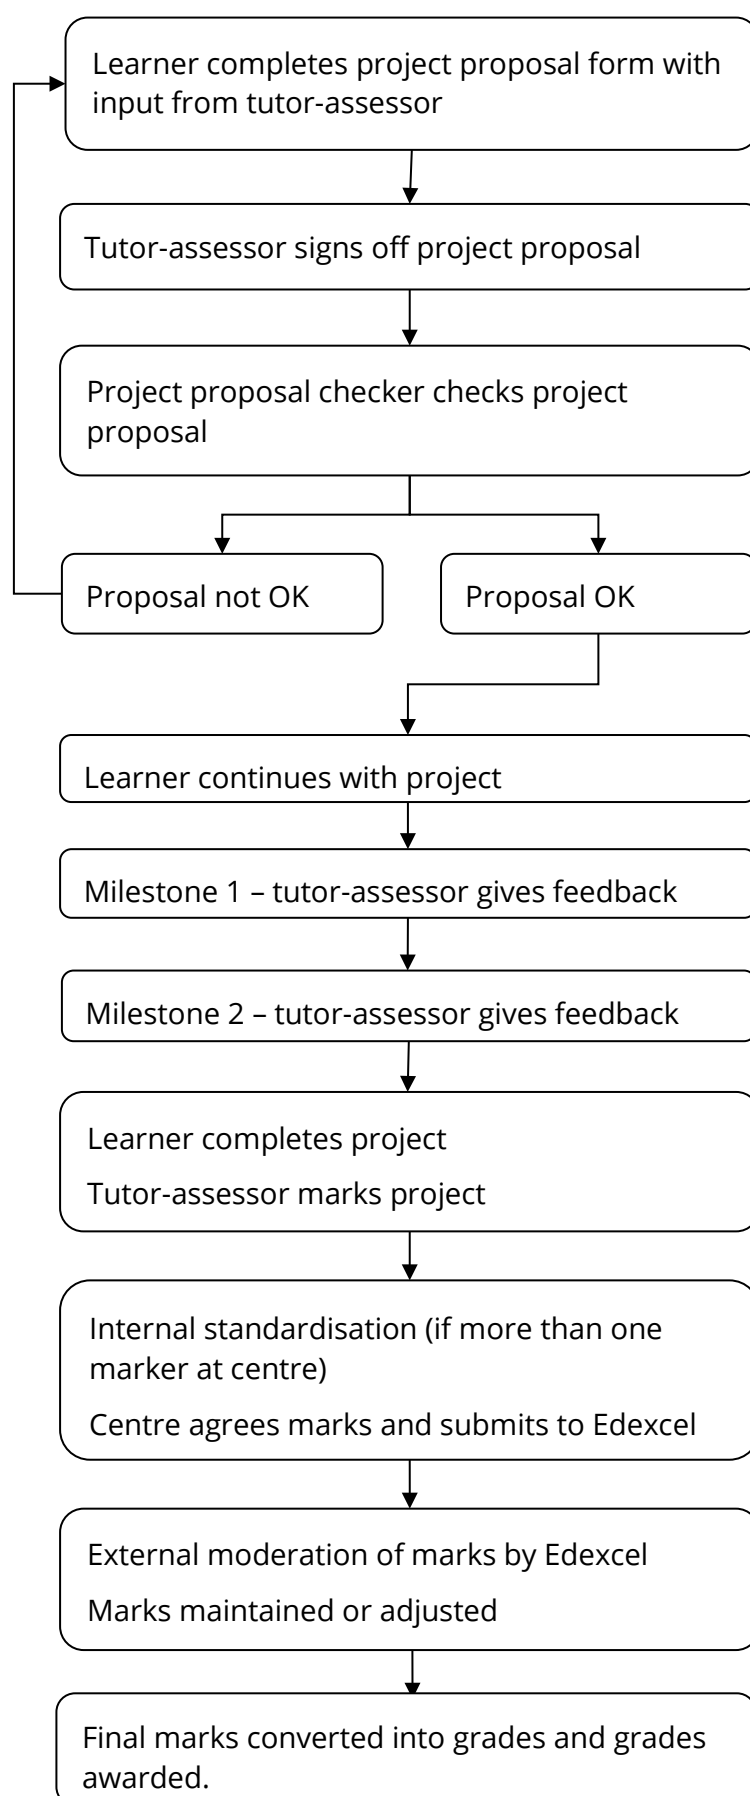 Learner completes project proposal form with
input from tutor-assessor
Tutor-assessor signs off project proposal
Project proposal checker checks project
proposal
Proposal not OK
Proposal OK
Learner continues with project
Milestone 1 – tutor-assessor gives feedback
Milestone 2 – tutor-assessor gives feedback
Learner completes project
Tutor-assessor marks project
Internal standardisation (if more than one
marker at centre)
Centre agrees marks and submits to Edexcel
External moderation of marks by Edexcel
Marks maintained or adjusted
Final marks converted into grades and grades
awarded.